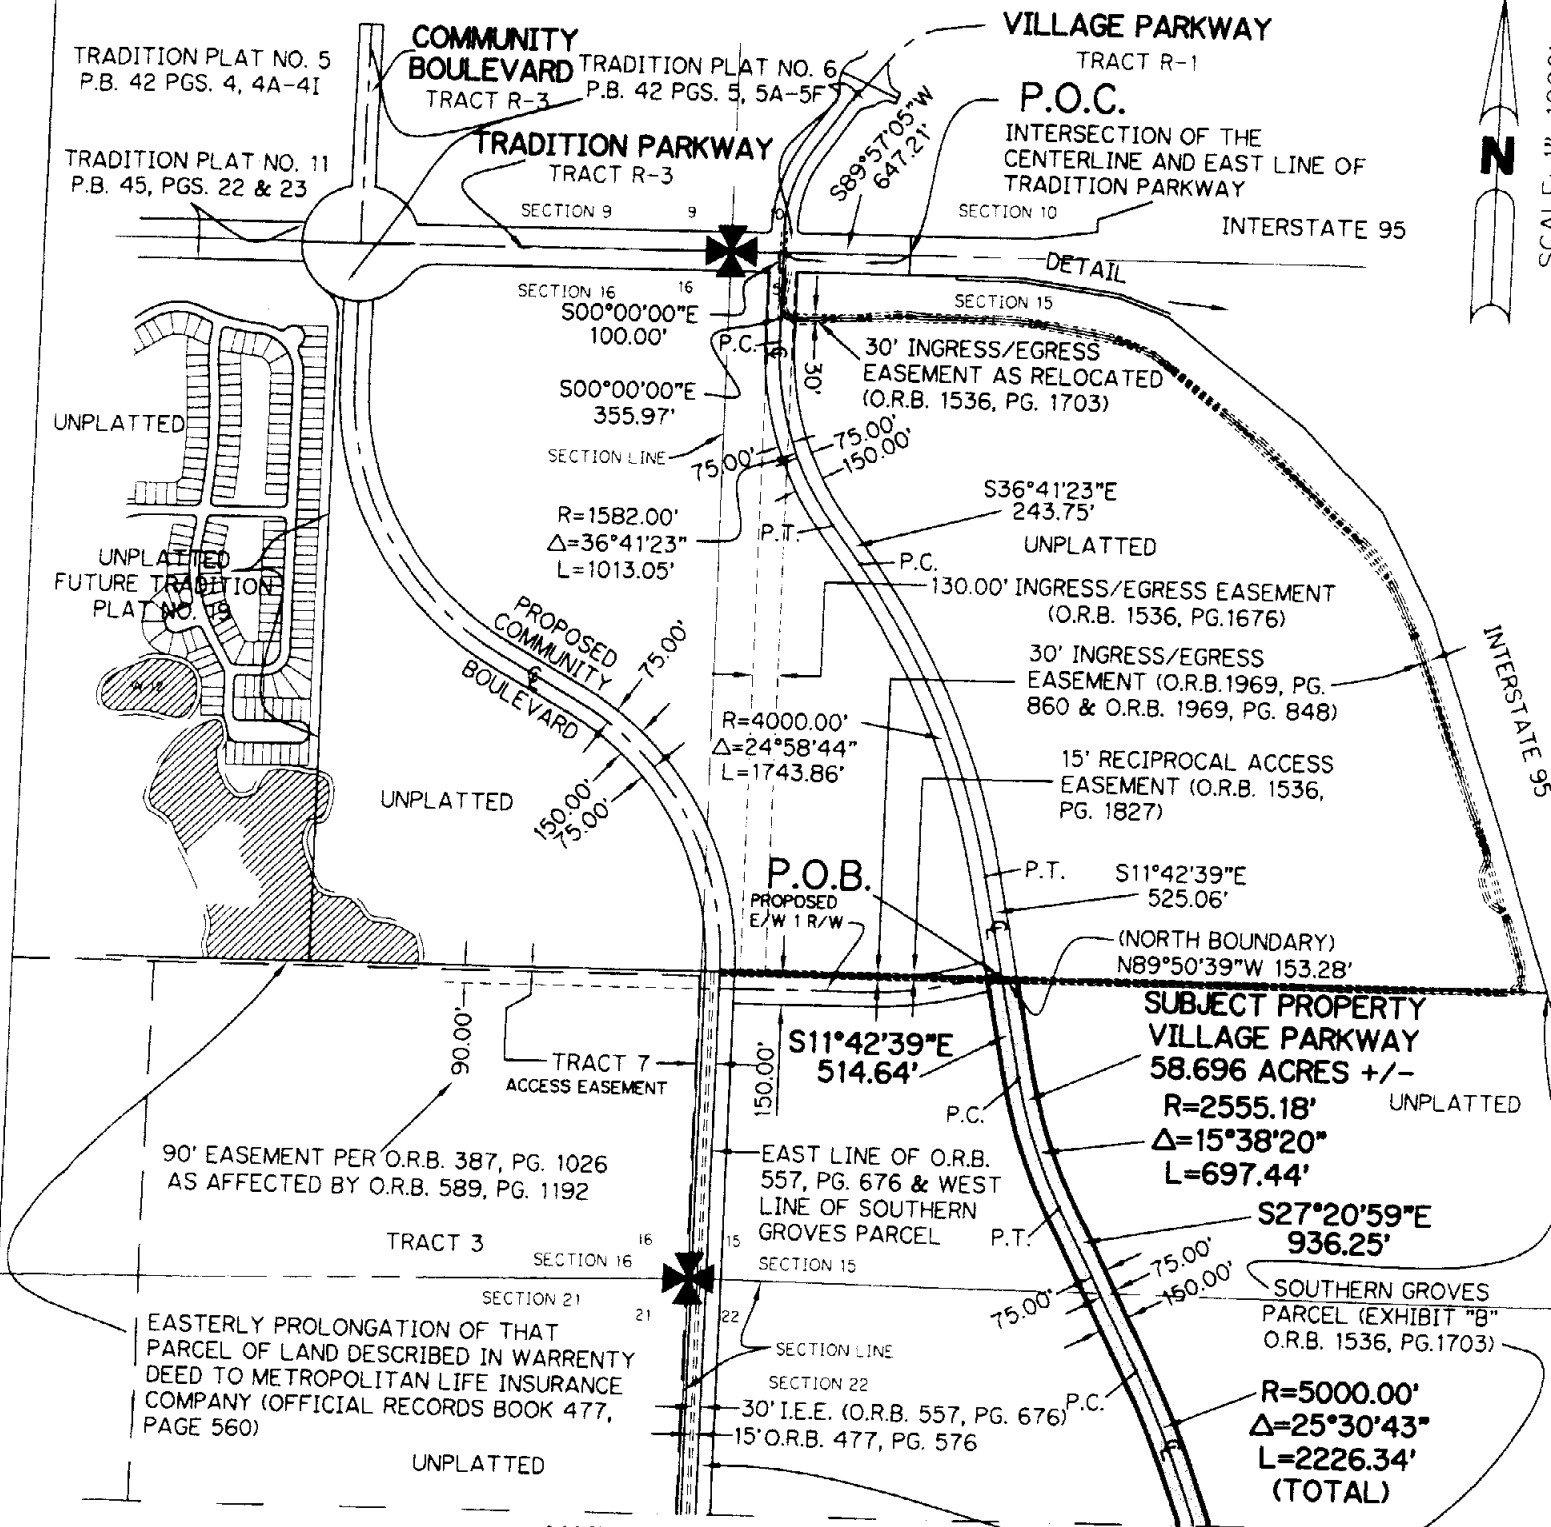 TRADITION PLAT NO. 5
P.B. 42 PGS. 4, 4A-4I
COMMUNITY
BOULEVARD
TRACT R-3
TRADITION PLAT NO. 6
P.B. 42 PGS. 5, 5A-5F
VILLAGE PARKWAY
TRACT R-1
P.O.C.
INTERSECTION OF THE
CENTERLINE AND EAST LINE OF
TRADITION PARKWAY
S89°57'05"W
647.21'
N
TRADITION PLAT NO. 11
P.B. 45, PGS. 22 & 23
TRADITION PARKWAY
TRACT R-3
SECTION 9
9
10
SECTION 10
INTERSTATE 95
DETAIL
SECTION 16
16
15
SECTION 15
S00°00'00"E
100.00'
P.C.
30'
30' INGRESS/EGRESS
EASEMENT AS RELOCATED
(O.R.B. 1536, PG. 1703)
S00°00'00"E
355.97'
UNPLATTED
SECTION LINE
75.00'
75.00'
150.00'
S36°41'23"E
243.75'
R=1582.00'
Δ=36°41'23"
L=1013.05'
P.T.
P.C.
UNPLATTED
UNPLATTED
FUTURE TRADITION
PLAT NO. 19
130.00' INGRESS/EGRESS EASEMENT
(O.R.B. 1536, PG.1676)
PROPOSED
COMMUNITY
BOULEVARD
75.00'
30' INGRESS/EGRESS
EASEMENT (O.R.B.1969, PG.
860 & O.R.B. 1969, PG. 848)
INTERSTATE 95
R=4000.00'
Δ=24°58'44"
L=1743.86'
15' RECIPROCAL ACCESS
EASEMENT (O.R.B. 1536,
PG. 1827)
UNPLATTED
150.00'
75.00'
P.O.B.
PROPOSED
E/W 1 R/W
P.T.
S11°42'39"E
525.06'
(NORTH BOUNDARY)
N89°50'39"W 153.28'
SUBJECT PROPERTY
VILLAGE PARKWAY
58.696 ACRES +/-
90.00'
TRACT 7
ACCESS EASEMENT
150.00'
S11°42'39"E
514.64'
P.C.
R=2555.18'
Δ=15°38'20"
L=697.44'
UNPLATTED
90' EASEMENT PER O.R.B. 387, PG. 1026
AS AFFECTED BY O.R.B. 589, PG. 1192
EAST LINE OF O.R.B.
557, PG. 676 & WEST
LINE OF SOUTHERN
GROVES PARCEL
P.T.
S27°20'59"E
936.25'
TRACT 3
16
15
SECTION 16
SECTION 15
SECTION 21
21
22
75.00'
75.00'
150.00'
SOUTHERN GROVES
PARCEL (EXHIBIT "B"
O.R.B. 1536, PG.1703)
EASTERLY PROLONGATION OF THAT
PARCEL OF LAND DESCRIBED IN WARRENTY
DEED TO METROPOLITAN LIFE INSURANCE
COMPANY (OFFICIAL RECORDS BOOK 477,
PAGE 560)
SECTION LINE
SECTION 22
30' I.E.E. (O.R.B. 557, PG. 676)
15' O.R.B. 477, PG. 576
P.C.
R=5000.00'
Δ=25°30'43"
L=2226.34'
(TOTAL)
UNPLATTED